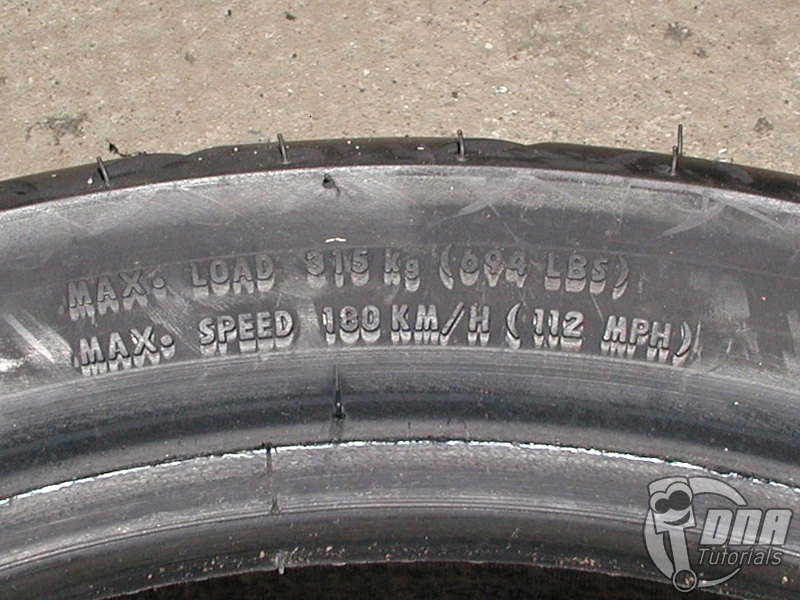 MAX. LOAD 315 Kg (694 LBS)
MAX. SPEED 180 KM/H (112 MPH)
DNA
Tutorials